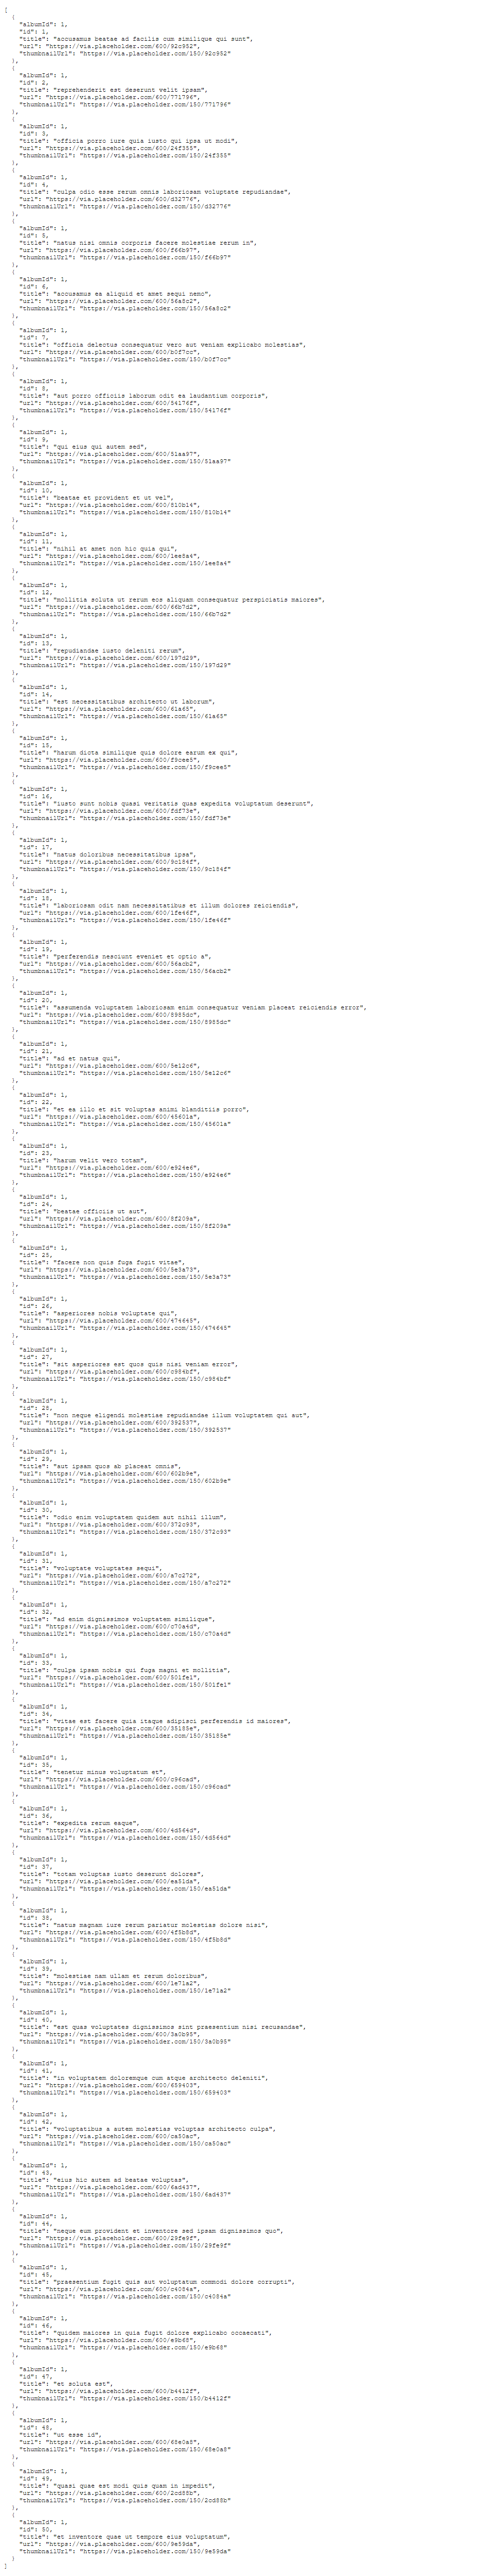 [
  {
    "albumId": 1,
    "id": 1,
    "title": "accusamus beatae ad facilis cum similique qui sunt",
    "url": "https://via.placeholder.com/600/92c952",
    "thumbnailUrl": "https://via.placeholder.com/150/92c952"
  },
  {
    "albumId": 1,
    "id": 2,
    "title": "reprehenderit est deserunt velit ipsam",
    "url": "https://via.placeholder.com/600/771796",
    "thumbnailUrl": "https://via.placeholder.com/150/771796"
  },
  {
    "albumId": 1,
    "id": 3,
    "title": "officia porro iure quia iusto qui ipsa ut modi",
    "url": "https://via.placeholder.com/600/24f355",
    "thumbnailUrl": "https://via.placeholder.com/150/24f355"
  },
  {
    "albumId": 1,
    "id": 4,
    "title": "culpa odio esse rerum omnis laboriosam voluptate repudiandae",
    "url": "https://via.placeholder.com/600/d32776",
    "thumbnailUrl": "https://via.placeholder.com/150/d32776"
  },
  {
    "albumId": 1,
    "id": 5,
    "title": "natus nisi omnis corporis facere molestiae rerum in",
    "url": "https://via.placeholder.com/600/f66b97",
    "thumbnailUrl": "https://via.placeholder.com/150/f66b97"
  },
  {
    "albumId": 1,
    "id": 6,
    "title": "accusamus ea aliquid et amet sequi nemo",
    "url": "https://via.placeholder.com/600/56a8c2",
    "thumbnailUrl": "https://via.placeholder.com/150/56a8c2"
  },
  {
    "albumId": 1,
    "id": 7,
    "title": "officia delectus consequatur vero aut veniam explicabo molestias",
    "url": "https://via.placeholder.com/600/b0f7cc",
    "thumbnailUrl": "https://via.placeholder.com/150/b0f7cc"
  },
  {
    "albumId": 1,
    "id": 8,
    "title": "aut porro officiis laborum odit ea laudantium corporis",
    "url": "https://via.placeholder.com/600/54176f",
    "thumbnailUrl": "https://via.placeholder.com/150/54176f"
  },
  {
    "albumId": 1,
    "id": 9,
    "title": "qui eius qui autem sed",
    "url": "https://via.placeholder.com/600/51aa97",
    "thumbnailUrl": "https://via.placeholder.com/150/51aa97"
  },
  {
    "albumId": 1,
    "id": 10,
    "title": "beatae et provident et ut vel",
    "url": "https://via.placeholder.com/600/810b14",
    "thumbnailUrl": "https://via.placeholder.com/150/810b14"
  },
  {
    "albumId": 1,
    "id": 11,
    "title": "nihil at amet non hic quia qui",
    "url": "https://via.placeholder.com/600/1ee8a4",
    "thumbnailUrl": "https://via.placeholder.com/150/1ee8a4"
  },
  {
    "albumId": 1,
    "id": 12,
    "title": "mollitia soluta ut rerum eos aliquam consequatur perspiciatis maiores",
    "url": "https://via.placeholder.com/600/66b7d2",
    "thumbnailUrl": "https://via.placeholder.com/150/66b7d2"
  },
  {
    "albumId": 1,
    "id": 13,
    "title": "repudiandae iusto deleniti rerum",
    "url": "https://via.placeholder.com/600/197d29",
    "thumbnailUrl": "https://via.placeholder.com/150/197d29"
  },
  {
    "albumId": 1,
    "id": 14,
    "title": "est necessitatibus architecto ut laborum",
    "url": "https://via.placeholder.com/600/61a65",
    "thumbnailUrl": "https://via.placeholder.com/150/61a65"
  },
  {
    "albumId": 1,
    "id": 15,
    "title": "harum dicta similique quis dolore earum ex qui",
    "url": "https://via.placeholder.com/600/f9cee5",
    "thumbnailUrl": "https://via.placeholder.com/150/f9cee5"
  },
  {
    "albumId": 1,
    "id": 16,
    "title": "iusto sunt nobis quasi veritatis quas expedita voluptatum deserunt",
    "url": "https://via.placeholder.com/600/fdf73e",
    "thumbnailUrl": "https://via.placeholder.com/150/fdf73e"
  },
  {
    "albumId": 1,
    "id": 17,
    "title": "natus doloribus necessitatibus ipsa",
    "url": "https://via.placeholder.com/600/9c184f",
    "thumbnailUrl": "https://via.placeholder.com/150/9c184f"
  },
  {
    "albumId": 1,
    "id": 18,
    "title": "laboriosam odit nam necessitatibus et illum dolores reiciendis",
    "url": "https://via.placeholder.com/600/1fe46f",
    "thumbnailUrl": "https://via.placeholder.com/150/1fe46f"
  },
  {
    "albumId": 1,
    "id": 19,
    "title": "perferendis nesciunt eveniet et optio a",
    "url": "https://via.placeholder.com/600/56acb2",
    "thumbnailUrl": "https://via.placeholder.com/150/56acb2"
  },
  {
    "albumId": 1,
    "id": 20,
    "title": "assumenda voluptatem laboriosam enim consequatur veniam placeat reiciendis error",
    "url": "https://via.placeholder.com/600/8985dc",
    "thumbnailUrl": "https://via.placeholder.com/150/8985dc"
  },
  {
    "albumId": 1,
    "id": 21,
    "title": "ad et natus qui",
    "url": "https://via.placeholder.com/600/5e12c6",
    "thumbnailUrl": "https://via.placeholder.com/150/5e12c6"
  },
  {
    "albumId": 1,
    "id": 22,
    "title": "et ea illo et sit voluptas animi blanditiis porro",
    "url": "https://via.placeholder.com/600/45601a",
    "thumbnailUrl": "https://via.placeholder.com/150/45601a"
  },
  {
    "albumId": 1,
    "id": 23,
    "title": "harum velit vero totam",
    "url": "https://via.placeholder.com/600/e924e6",
    "thumbnailUrl": "https://via.placeholder.com/150/e924e6"
  },
  {
    "albumId": 1,
    "id": 24,
    "title": "beatae officiis ut aut",
    "url": "https://via.placeholder.com/600/8f209a",
    "thumbnailUrl": "https://via.placeholder.com/150/8f209a"
  },
  {
    "albumId": 1,
    "id": 25,
    "title": "facere non quis fuga fugit vitae",
    "url": "https://via.placeholder.com/600/5e3a73",
    "thumbnailUrl": "https://via.placeholder.com/150/5e3a73"
  },
  {
    "albumId": 1,
    "id": 26,
    "title": "asperiores nobis voluptate qui",
    "url": "https://via.placeholder.com/600/474645",
    "thumbnailUrl": "https://via.placeholder.com/150/474645"
  },
  {
    "albumId": 1,
    "id": 27,
    "title": "sit asperiores est quos quis nisi veniam error",
    "url": "https://via.placeholder.com/600/c984bf",
    "thumbnailUrl": "https://via.placeholder.com/150/c984bf"
  },
  {
    "albumId": 1,
    "id": 28,
    "title": "non neque eligendi molestiae repudiandae illum voluptatem qui aut",
    "url": "https://via.placeholder.com/600/392537",
    "thumbnailUrl": "https://via.placeholder.com/150/392537"
  },
  {
    "albumId": 1,
    "id": 29,
    "title": "aut ipsam quos ab placeat omnis",
    "url": "https://via.placeholder.com/600/602b9e",
    "thumbnailUrl": "https://via.placeholder.com/150/602b9e"
  },
  {
    "albumId": 1,
    "id": 30,
    "title": "odio enim voluptatem quidem aut nihil illum",
    "url": "https://via.placeholder.com/600/372c93",
    "thumbnailUrl": "https://via.placeholder.com/150/372c93"
  },
  {
    "albumId": 1,
    "id": 31,
    "title": "voluptate voluptates sequi",
    "url": "https://via.placeholder.com/600/a7c272",
    "thumbnailUrl": "https://via.placeholder.com/150/a7c272"
  },
  {
    "albumId": 1,
    "id": 32,
    "title": "ad enim dignissimos voluptatem similique",
    "url": "https://via.placeholder.com/600/c70a4d",
    "thumbnailUrl": "https://via.placeholder.com/150/c70a4d"
  },
  {
    "albumId": 1,
    "id": 33,
    "title": "culpa ipsam nobis qui fuga magni et mollitia",
    "url": "https://via.placeholder.com/600/501fe1",
    "thumbnailUrl": "https://via.placeholder.com/150/501fe1"
  },
  {
    "albumId": 1,
    "id": 34,
    "title": "vitae est facere quia itaque adipisci perferendis id maiores",
    "url": "https://via.placeholder.com/600/35185e",
    "thumbnailUrl": "https://via.placeholder.com/150/35185e"
  },
  {
    "albumId": 1,
    "id": 35,
    "title": "tenetur minus voluptatum et",
    "url": "https://via.placeholder.com/600/c96cad",
    "thumbnailUrl": "https://via.placeholder.com/150/c96cad"
  },
  {
    "albumId": 1,
    "id": 36,
    "title": "expedita rerum eaque",
    "url": "https://via.placeholder.com/600/4d564d",
    "thumbnailUrl": "https://via.placeholder.com/150/4d564d"
  },
  {
    "albumId": 1,
    "id": 37,
    "title": "totam voluptas iusto deserunt dolores",
    "url": "https://via.placeholder.com/600/ea51da",
    "thumbnailUrl": "https://via.placeholder.com/150/ea51da"
  },
  {
    "albumId": 1,
    "id": 38,
    "title": "natus magnam iure rerum pariatur molestias dolore nisi",
    "url": "https://via.placeholder.com/600/4f5b8d",
    "thumbnailUrl": "https://via.placeholder.com/150/4f5b8d"
  },
  {
    "albumId": 1,
    "id": 39,
    "title": "molestiae nam ullam et rerum doloribus",
    "url": "https://via.placeholder.com/600/1e71a2",
    "thumbnailUrl": "https://via.placeholder.com/150/1e71a2"
  },
  {
    "albumId": 1,
    "id": 40,
    "title": "est quas voluptates dignissimos sint praesentium nisi recusandae",
    "url": "https://via.placeholder.com/600/3a0b95",
    "thumbnailUrl": "https://via.placeholder.com/150/3a0b95"
  },
  {
    "albumId": 1,
    "id": 41,
    "title": "in voluptatem doloremque cum atque architecto deleniti",
    "url": "https://via.placeholder.com/600/659403",
    "thumbnailUrl": "https://via.placeholder.com/150/659403"
  },
  {
    "albumId": 1,
    "id": 42,
    "title": "voluptatibus a autem molestias voluptas architecto culpa",
    "url": "https://via.placeholder.com/600/ca50ac",
    "thumbnailUrl": "https://via.placeholder.com/150/ca50ac"
  },
  {
    "albumId": 1,
    "id": 43,
    "title": "eius hic autem ad beatae voluptas",
    "url": "https://via.placeholder.com/600/6ad437",
    "thumbnailUrl": "https://via.placeholder.com/150/6ad437"
  },
  {
    "albumId": 1,
    "id": 44,
    "title": "neque eum provident et inventore sed ipsam dignissimos quo",
    "url": "https://via.placeholder.com/600/29fe9f",
    "thumbnailUrl": "https://via.placeholder.com/150/29fe9f"
  },
  {
    "albumId": 1,
    "id": 45,
    "title": "praesentium fugit quis aut voluptatum commodi dolore corrupti",
    "url": "https://via.placeholder.com/600/c4084a",
    "thumbnailUrl": "https://via.placeholder.com/150/c4084a"
  },
  {
    "albumId": 1,
    "id": 46,
    "title": "quidem maiores in quia fugit dolore explicabo occaecati",
    "url": "https://via.placeholder.com/600/e9b68",
    "thumbnailUrl": "https://via.placeholder.com/150/e9b68"
  },
  {
    "albumId": 1,
    "id": 47,
    "title": "et soluta est",
    "url": "https://via.placeholder.com/600/b4412f",
    "thumbnailUrl": "https://via.placeholder.com/150/b4412f"
  },
  {
    "albumId": 1,
    "id": 48,
    "title": "ut esse id",
    "url": "https://via.placeholder.com/600/68e0a8",
    "thumbnailUrl": "https://via.placeholder.com/150/68e0a8"
  },
  {
    "albumId": 1,
    "id": 49,
    "title": "quasi quae est modi quis quam in impedit",
    "url": "https://via.placeholder.com/600/2cd88b",
    "thumbnailUrl": "https://via.placeholder.com/150/2cd88b"
  },
  {
    "albumId": 1,
    "id": 50,
    "title": "et inventore quae ut tempore eius voluptatum",
    "url": "https://via.placeholder.com/600/9e59da",
    "thumbnailUrl": "https://via.placeholder.com/150/9e59da"
  }
]